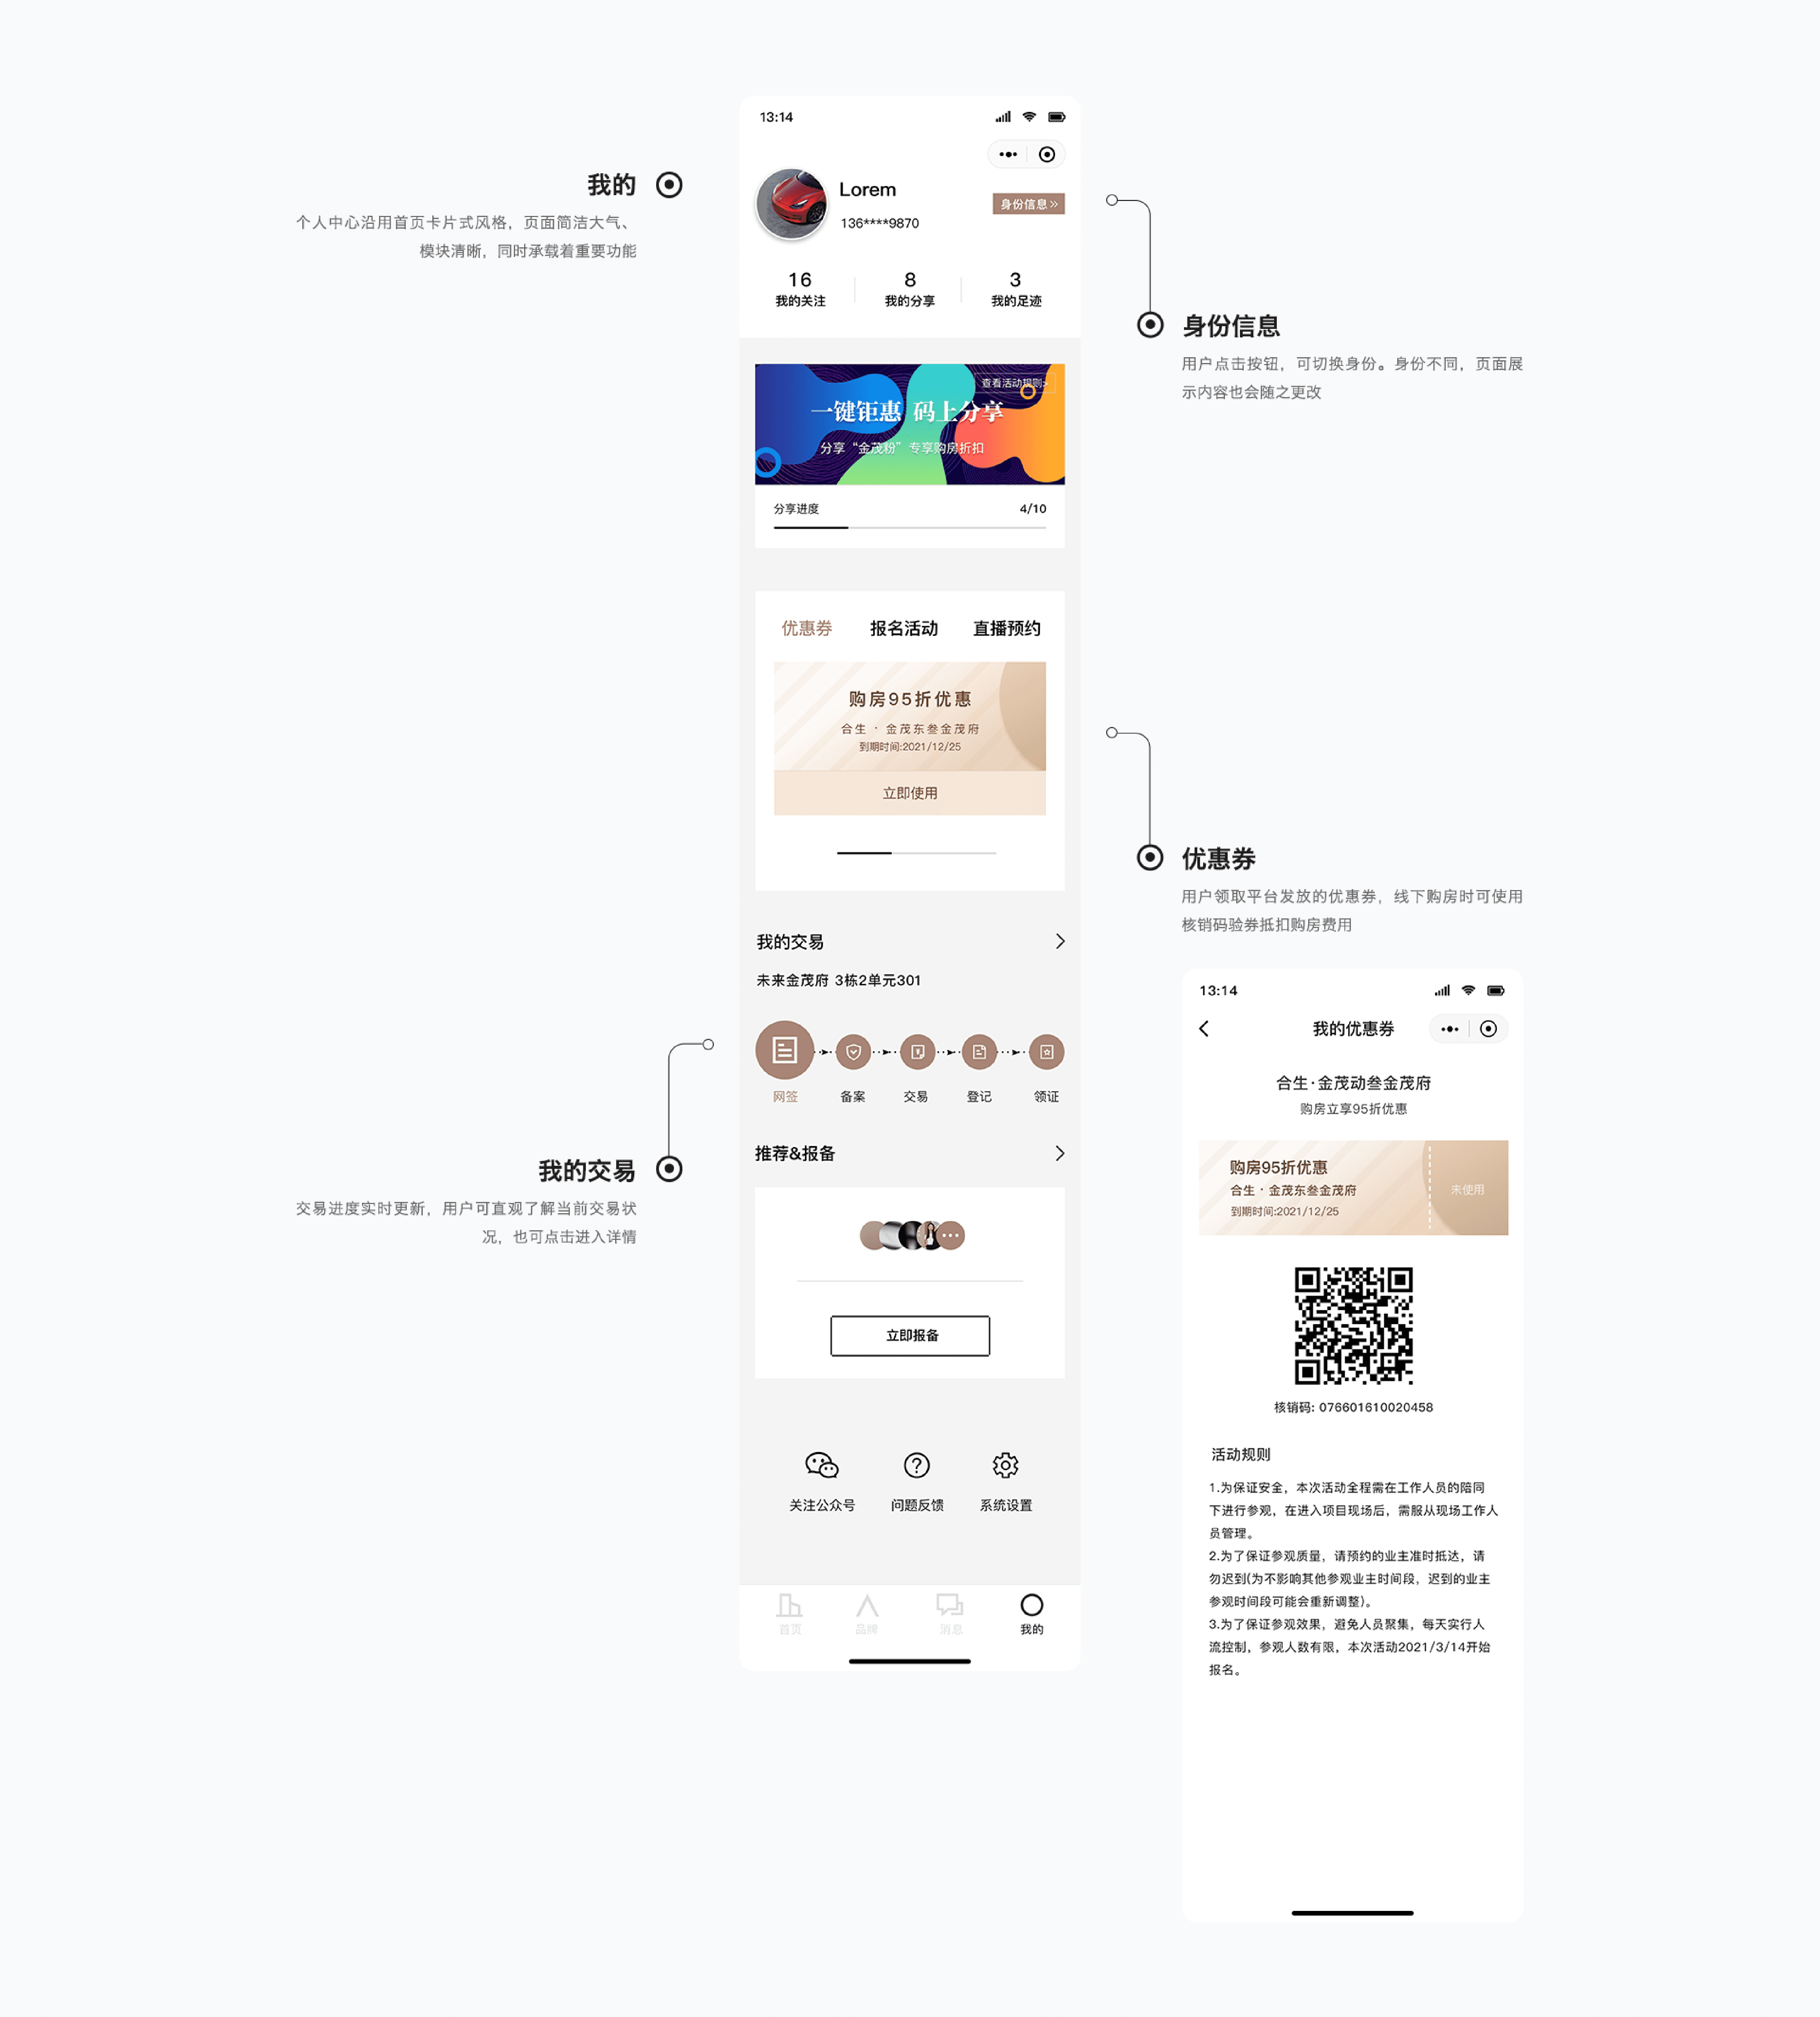 我的
个人中心沿用首页卡片式风格，页面简洁大气、
模块清晰，同时承载着重要功能
13:14
Lorem
136****9870
身份信息
16
8
3
我的关注
我的分享
我的足迹
查看活动规则>
一键钜惠 码上分享
分享“金茂粉”专享购房折扣
分享进度
4/10
身份信息
用户点击按钮，可切换身份。身份不同，页面展
示内容也会随之更改
优惠券
报名活动
直播预约
购房95折优惠
合生 · 金茂东叁金茂府
到期时间:2021/12/25
立即使用
优惠券
用户领取平台发放的优惠券，线下购房时可使用
核销码验券抵扣购房费用
我的交易
未来金茂府 3栋2单元301
网签
备案
交易
登记
领证
我的交易
交易进度实时更新，用户可直观了解当前交易状
况，也可点击进入详情
推荐&报备
立即报备
关注公众号
问题反馈
系统设置
首页
品牌
消息
我的
13:14
我的优惠券
合生·金茂动叁金茂府
购房立享95折优惠
购房95折优惠
合生 · 金茂东叁金茂府
到期时间:2021/12/25
未使用
核销码: 076601610020458
活动规则
1.为保证安全，本次活动全程需在工作人员的陪同
下进行参观，在进入项目现场后，需服从现场工作人
员管理。
2.为了保证参观质量，请预约的业主准时抵达，请
勿迟到(为不影响其他参观业主时间段，迟到的业主
参观时间段可能会重新调整)。
3.为了保证参观效果，避免人员聚集，每天实行人
流控制，参观人数有限，本次活动2021/3/14开始
报名。